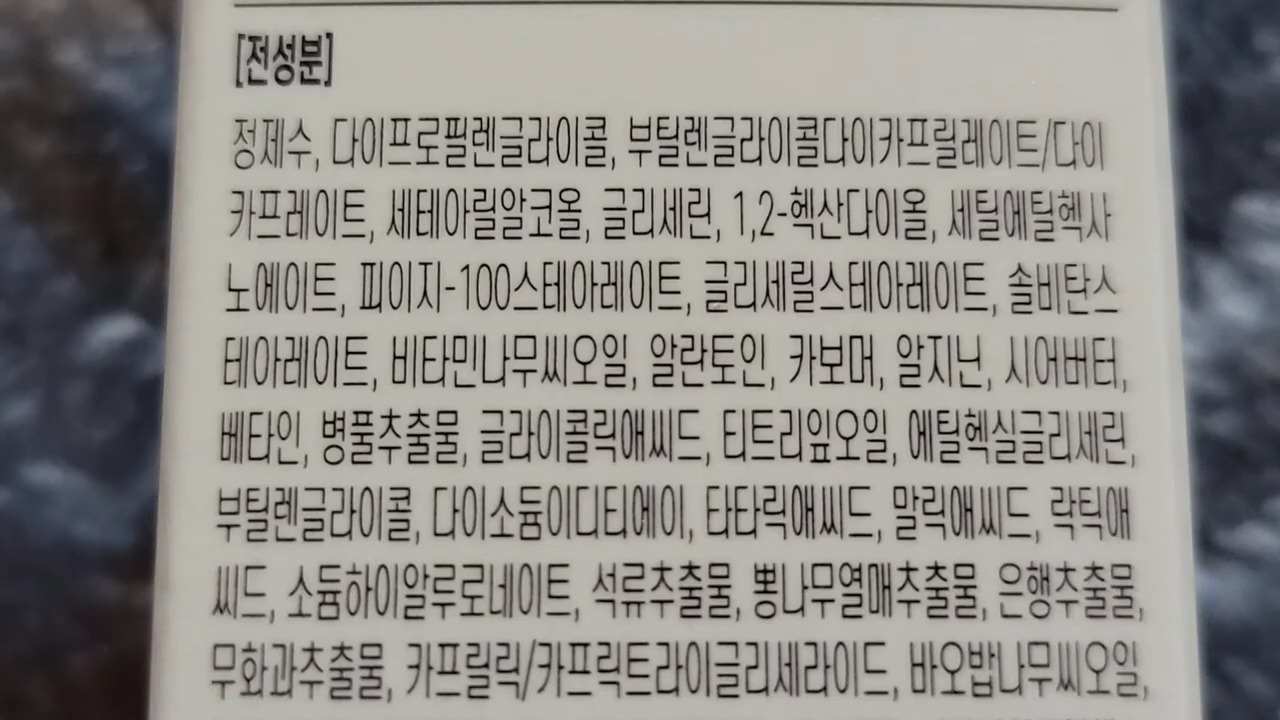 [전성분]
정제수, 다이프로필렌글라이콜, 부틸렌글라이콜다이카프릴레이트/다이
카프레이트, 세테아릴알코올, 글리세린, 1,2-헥산다이올, 세틸에틸헥사
노에이트, 피이지-100스테아레이트, 글리세릴스테아레이트, 솔비탄스
테아레이트, 비타민나무씨오일, 알란토인, 카보머, 알지닌, 시어버터,
베타인, 병풀추출물, 글라이콜릭애씨드, 티트리잎오일, 에틸헥실글리세린,
부틸렌글라이콜, 다이소듐이디티에이, 타타릭애씨드, 말릭애씨드, 락틱애
씨드, 소듐하이알루로네이트, 석류추출물, 뽕나무열매추출물, 은행추출물,
무화과추출물, 카프릴릭/카프릭트라이글리세라이드, 바오밥나무씨오일,